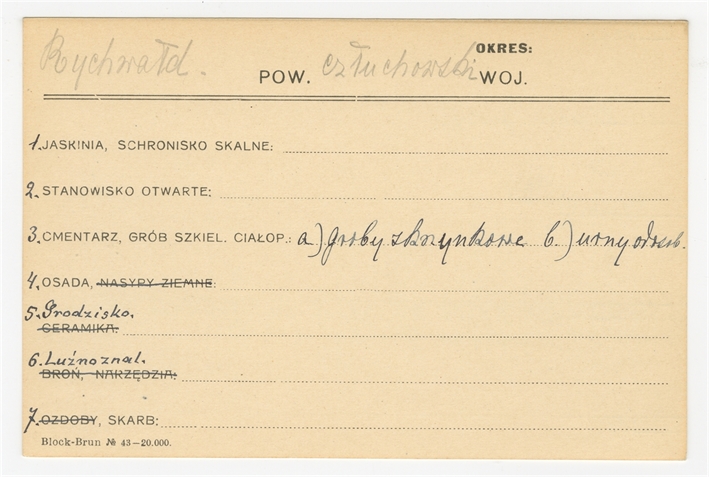 Rychwałd. OKRES:
POW. człuchowski WOJ.
1. JASKINIA, SCHRONISKO SKALNE:
2. STANOWISKO OTWARTE:
3. CMENTARZ, GRÓB SZKIEL. CIAŁOP.: a) groby skrzynkowe b.) urny odosob.
4. OSADA, NASYPY ZIEMNE:
5. Grodzisko.
CERAMIKA:
6. Luźno znal.
BROŃ, NARZĘDZIA:
7. OZDOBY, SKARB:
Block-Brun № 43—20.000.